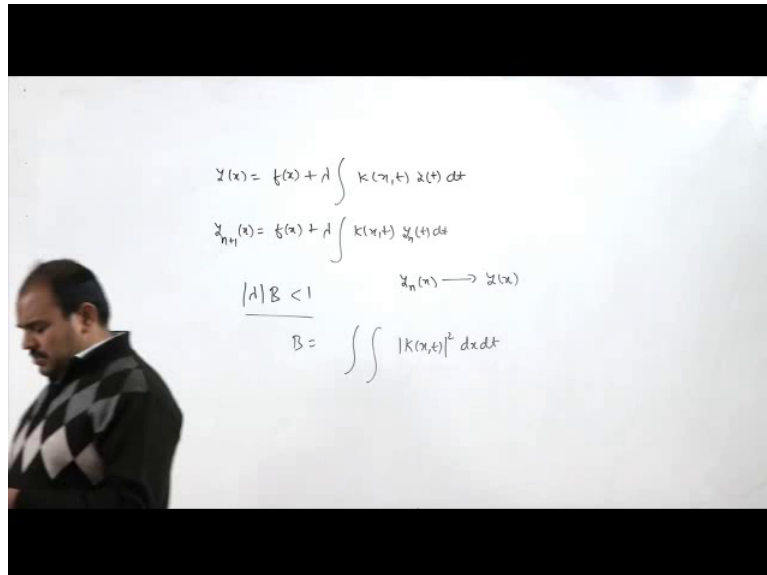 y(x) = f(x) + λ ∫ K(x,t) y(t) dt
y_{n+1}(x) = f(x) + λ ∫ K(x,t) y_n(t) dt
y_n(x) ⟶ y(x)
|λ| B < 1
B = ∫∫ |K(x,t)|² dx dt